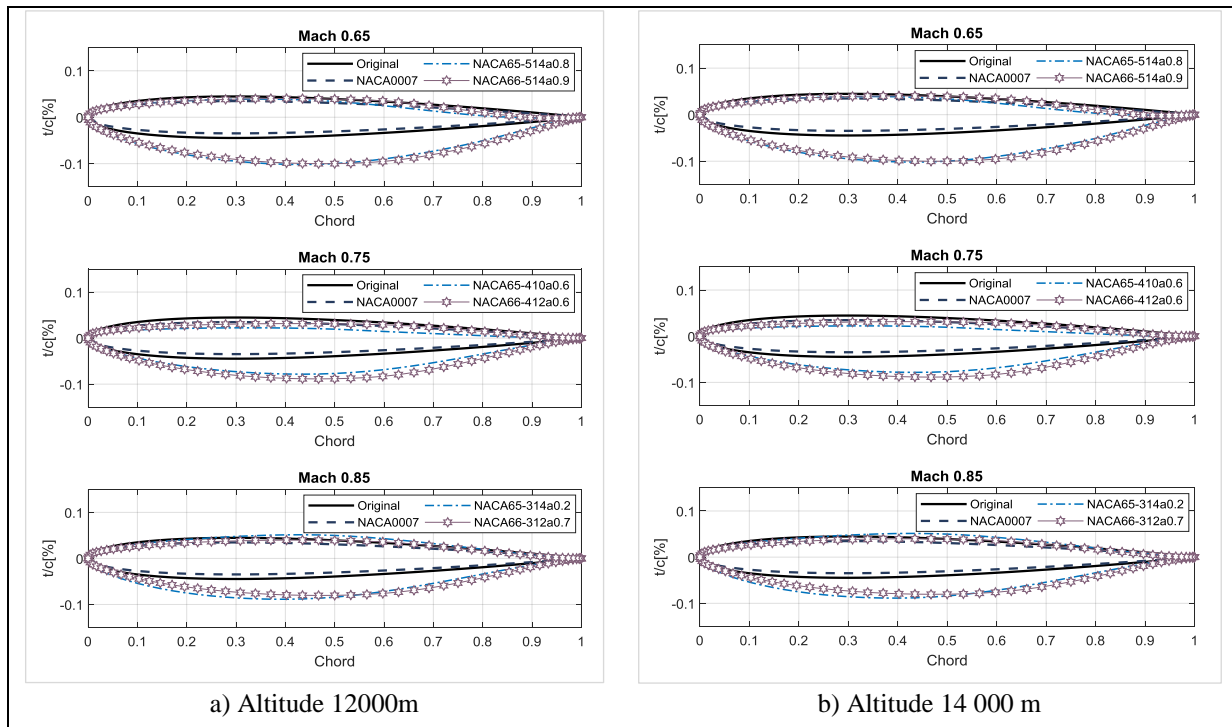 Mach 0.65
Original
NACA65-514a0.8
NACA0007
NACA66-514a0.9
t/c[%]
0.1
0
-0.1
0 0.1 0.2 0.3 0.4 0.5 0.6 0.7 0.8 0.9 1
Chord
Mach 0.75
Original
NACA65-410a0.6
NACA0007
NACA66-412a0.6
t/c[%]
0.1
0
-0.1
0 0.1 0.2 0.3 0.4 0.5 0.6 0.7 0.8 0.9 1
Chord
Mach 0.85
Original
NACA65-314a0.2
NACA0007
NACA66-312a0.7
t/c[%]
0.1
0
-0.1
0 0.1 0.2 0.3 0.4 0.5 0.6 0.7 0.8 0.9 1
Chord
a) Altitude 12000m
Mach 0.65
Original
NACA65-514a0.8
NACA0007
NACA66-514a0.9
t/c[%]
0.1
0
-0.1
0 0.1 0.2 0.3 0.4 0.5 0.6 0.7 0.8 0.9 1
Chord
Mach 0.75
Original
NACA65-410a0.6
NACA0007
NACA66-412a0.6
t/c[%]
0.1
0
-0.1
0 0.1 0.2 0.3 0.4 0.5 0.6 0.7 0.8 0.9 1
Chord
Mach 0.85
Original
NACA65-314a0.2
NACA0007
NACA66-312a0.7
t/c[%]
0.1
0
-0.1
0 0.1 0.2 0.3 0.4 0.5 0.6 0.7 0.8 0.9 1
Chord
b) Altitude 14 000 m